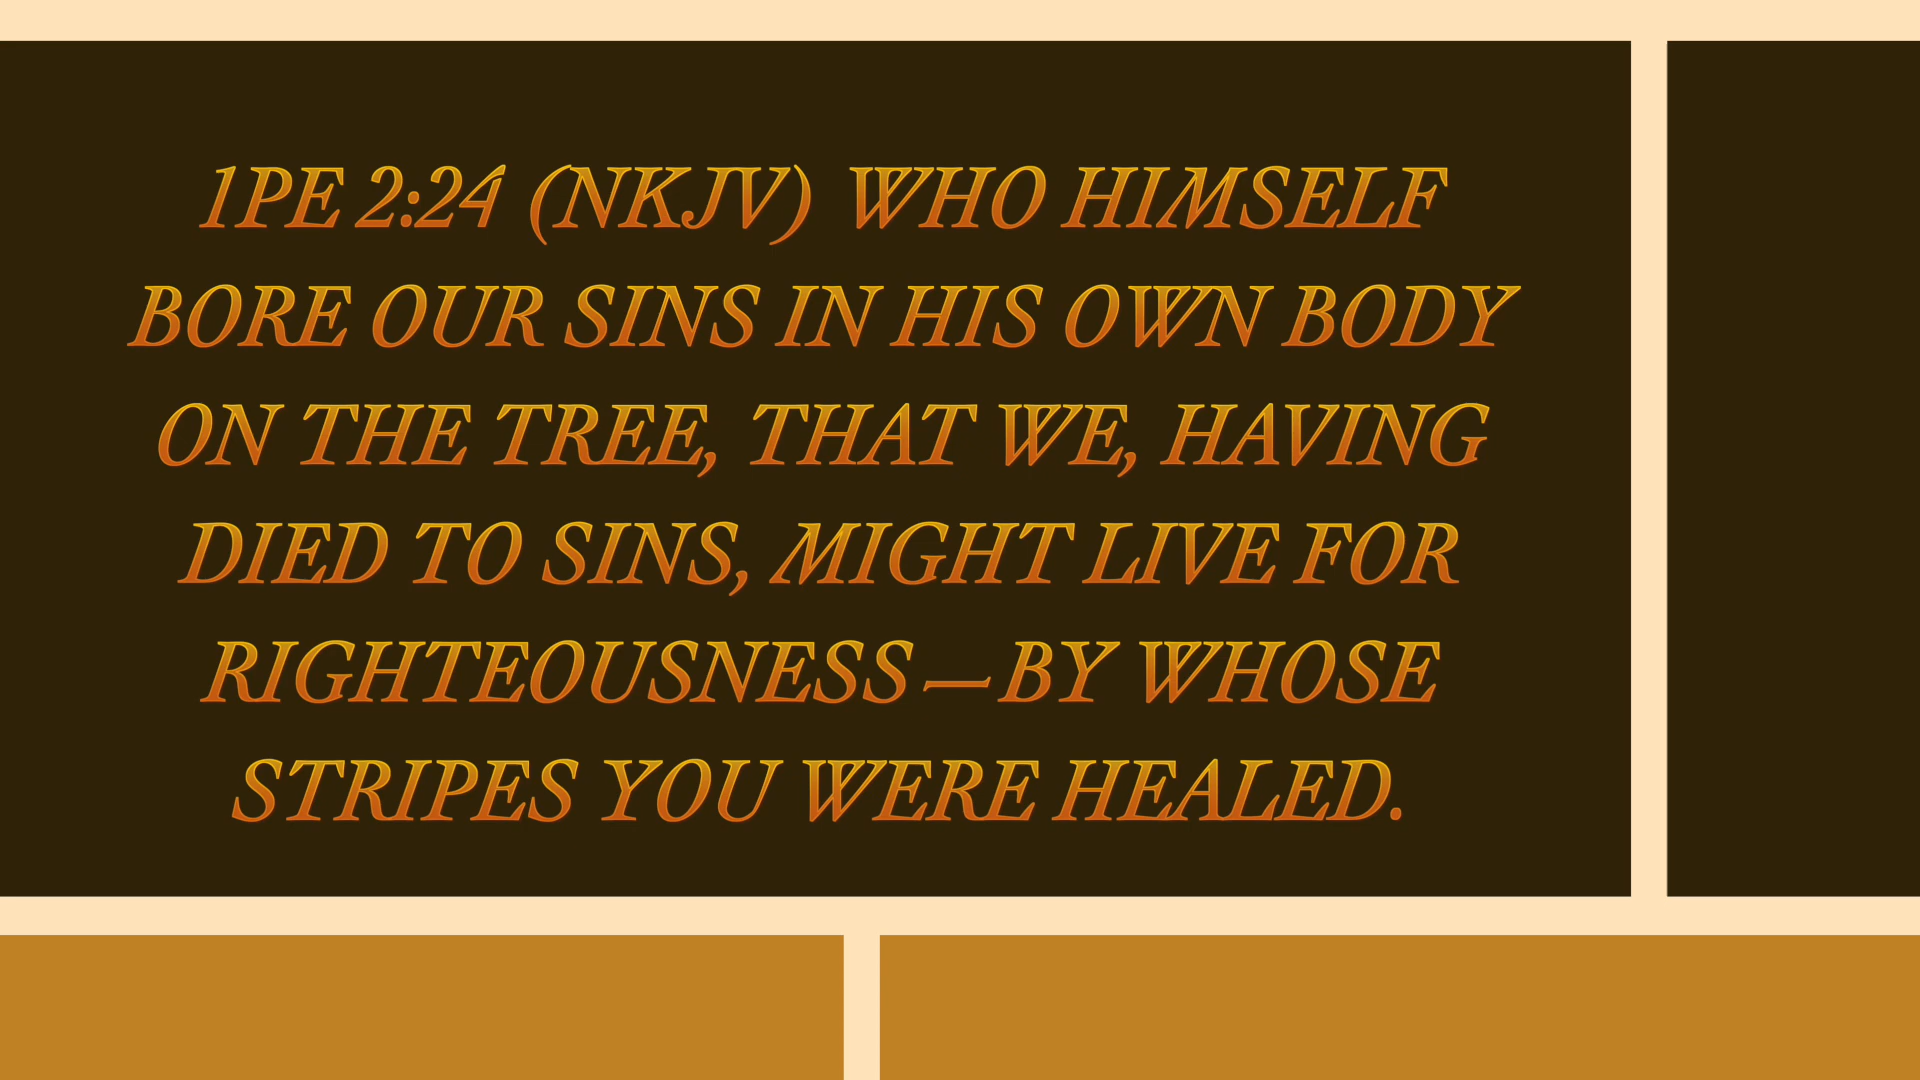 1PE 2:24 (NKJV) WHO HIMSELF
BORE OUR SINS IN HIS OWN BODY
ON THE TREE, THAT WE, HAVING
DIED TO SINS, MIGHT LIVE FOR
RIGHTEOUSNESS—BY WHOSE
STRIPES YOU WERE HEALED.